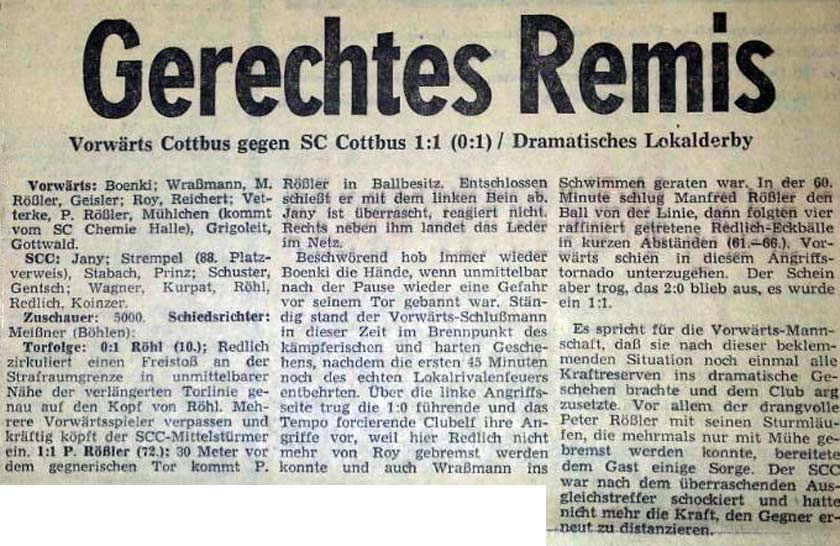 Gerechtes Remis
Vorwärts Cottbus gegen SC Cottbus 1:1 (0:1) / Dramatisches Lokalderby
Vorwärts: Boenki; Wraßmann, M.
Rößler, Geisler; Roy, Reichert; Vet-
terke, P. Rößler, Mühlchen (kommt
vom SC Chemie Halle), Grigoleit,
Gottwald.
SCC: Jany; Strempel (88. Platz-
verweis), Stabach, Prinz; Schuster,
Gentsch; Wagner, Kurpat, Röhl,
Redlich, Koinzer.
Zuschauer: 5000. Schiedsrichter:
Meißner (Böhlen):
Torfolge: 0:1 Röhl (10.); Redlich
zirkuliert einen Freistoß an der
Strafraumgrenze in unmittelbarer
Nähe der verlängerten Torlinie ge-
nau auf den Kopf von Röhl. Meh-
rere Vorwärtsspieler verpassen und
kräftig köpft der SCC-Mittelstürmer
ein. 1:1 P. Rößler (72.); 30 Meter vor
dem gegnerischen Tor kommt P.
Rößler in Ballbesitz. Entschlossen
schießt er mit dem linken Bein ab.
Jany ist überrascht, reagiert nicht.
Rechts neben ihm landet das Leder
im Netz.
Beschwörend hob immer wieder
Boenki die Hände, wenn unmittelbar
nach der Pause wieder eine Gefahr
vor seinem Tor gebannt war. Stän-
dig stand der Vorwärts-Schlußmann
in dieser Zeit im Brennpunkt des
kämpferischen und harten Gesche-
hens, nachdem die ersten 45 Minuten
noch des echten Lokalrivalenfeuers
entbehrten. Über die linke Angriffs-
seite trug die 1:0 führende und das
Tempo forcierende Clubelf ihre An-
griffe vor, weil hier Redlich nicht
mehr von Roy gebremst werden
konnte und auch Wraßmann ins
Schwimmen geraten war. In der 60.
Minute schlug Manfred Rößler den
Ball von der Linie, dann folgten vier
raffiniert getretene Redlich-Eckbälle
in kurzen Abständen (61.—66.). Vor-
wärts schien in diesem Angriffs-
tornado unterzugehen. Der Schein
aber trog, das 2:0 blieb aus, es wurde
ein 1:1.
Es spricht für die Vorwärts-Mann-
schaft, daß sie nach dieser beklem-
menden Situation noch einmal alle
Kraftreserven ins dramatische Ge-
schehen brachte und dem Club arg
zusetzte. Vor allem der drangvolle
Peter Rößler mit seinen Sturmläu-
fen, die mehrmals nur mit Mühe ge-
bremst werden konnte, bereitete
dem Gast einige Sorge. Der SCC
war nach dem überraschenden Aus-
gleichstreffer schockiert und hatte
nicht mehr die Kraft, den Gegner er-
neut zu distanzieren.